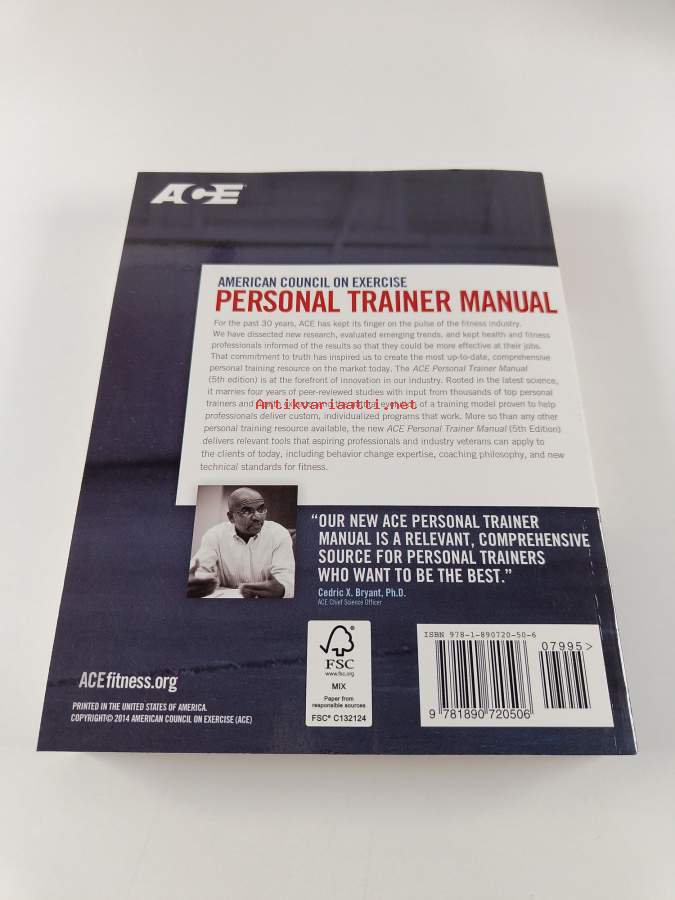 ACE
AMERICAN COUNCIL ON EXERCISE
PERSONAL TRAINER MANUAL
For the past 30 years, ACE has kept its finger on the pulse of the fitness industry.
We have dissected new research, evaluated emerging trends, and kept health and fitness
professionals informed of the results so that they could be more effective at their jobs.
That commitment to truth has inspired us to create the most up-to-date, comprehensive
personal training resource on the market today. The ACE Personal Trainer Manual
(5th edition) is at the forefront of innovation in our industry. Rooted in the latest science,
it marries four years of peer-reviewed studies with input from thousands of top personal
trainers and of a training model proven to help
Antikvariaatti.net
professionals deliver custom, individualized programs that work. More so than any other
personal training resource available, the new ACE Personal Trainer Manual (5th Edition)
delivers relevant tools that aspiring professionals and industry veterans can apply to
the clients of today, including behavior change expertise, coaching philosophy, and new
technical standards for fitness.
“OUR NEW ACE PERSONAL TRAINER
MANUAL IS A RELEVANT, COMPREHENSIVE
SOURCE FOR PERSONAL TRAINERS
WHO WANT TO BE THE BEST.”
Cedric X. Bryant, Ph.D.
ACE Chief Science Officer
ACEfitness.org
PRINTED IN THE UNITED STATES OF AMERICA.
COPYRIGHT© 2014 AMERICAN COUNCIL ON EXERCISE (ACE)
FSC
www.fsc.org
MIX
Paper from
responsible sources
FSC® C132124
ISBN 978-1-890720-50-6
07995>
9 781890 720506